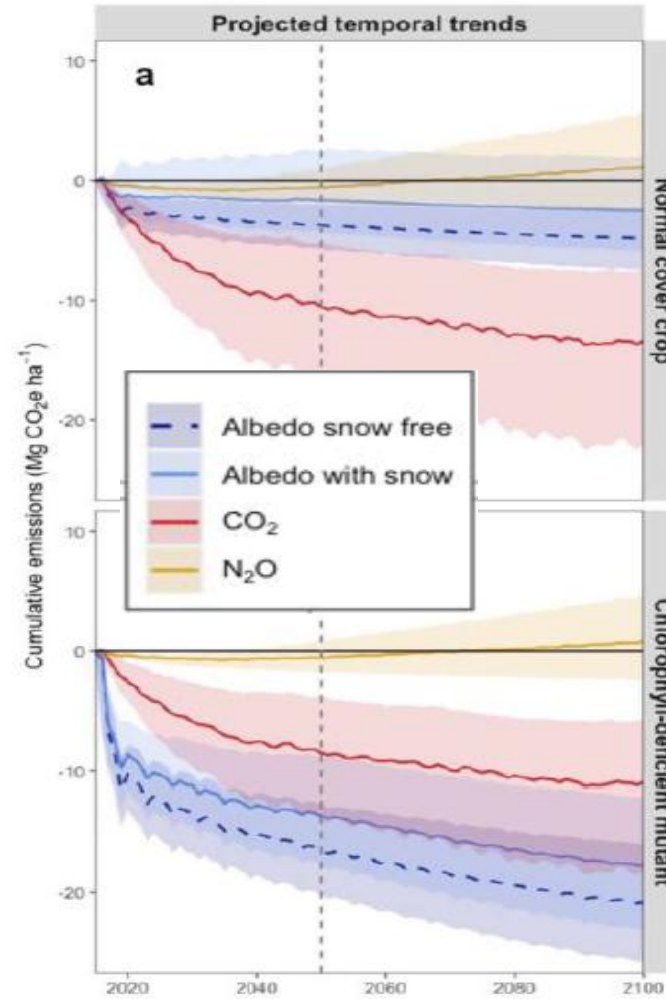 Projected temporal trends
a
10
0
-10
-20
Normal cover crop
Cumulative emissions (Mg CO₂e ha⁻¹)
Albedo snow free
Albedo with snow
CO₂
N₂O
10
0
-10
-20
Chlorophyll-deficient mutant
2020 2040 2060 2080 2100